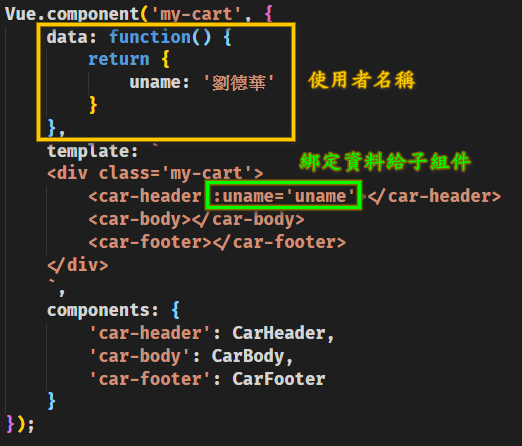 Vue.component('my-cart', {
data: function() {
return {
uname: '劉德華'
}
},
使用者名稱
template: `
綁定資料给子組件
<div class='my-cart'>
<car-header :uname='uname'></car-header>
<car-body></car-body>
<car-footer></car-footer>
</div>
`,
components: {
'car-header': CarHeader,
'car-body': CarBody,
'car-footer': CarFooter
}
});